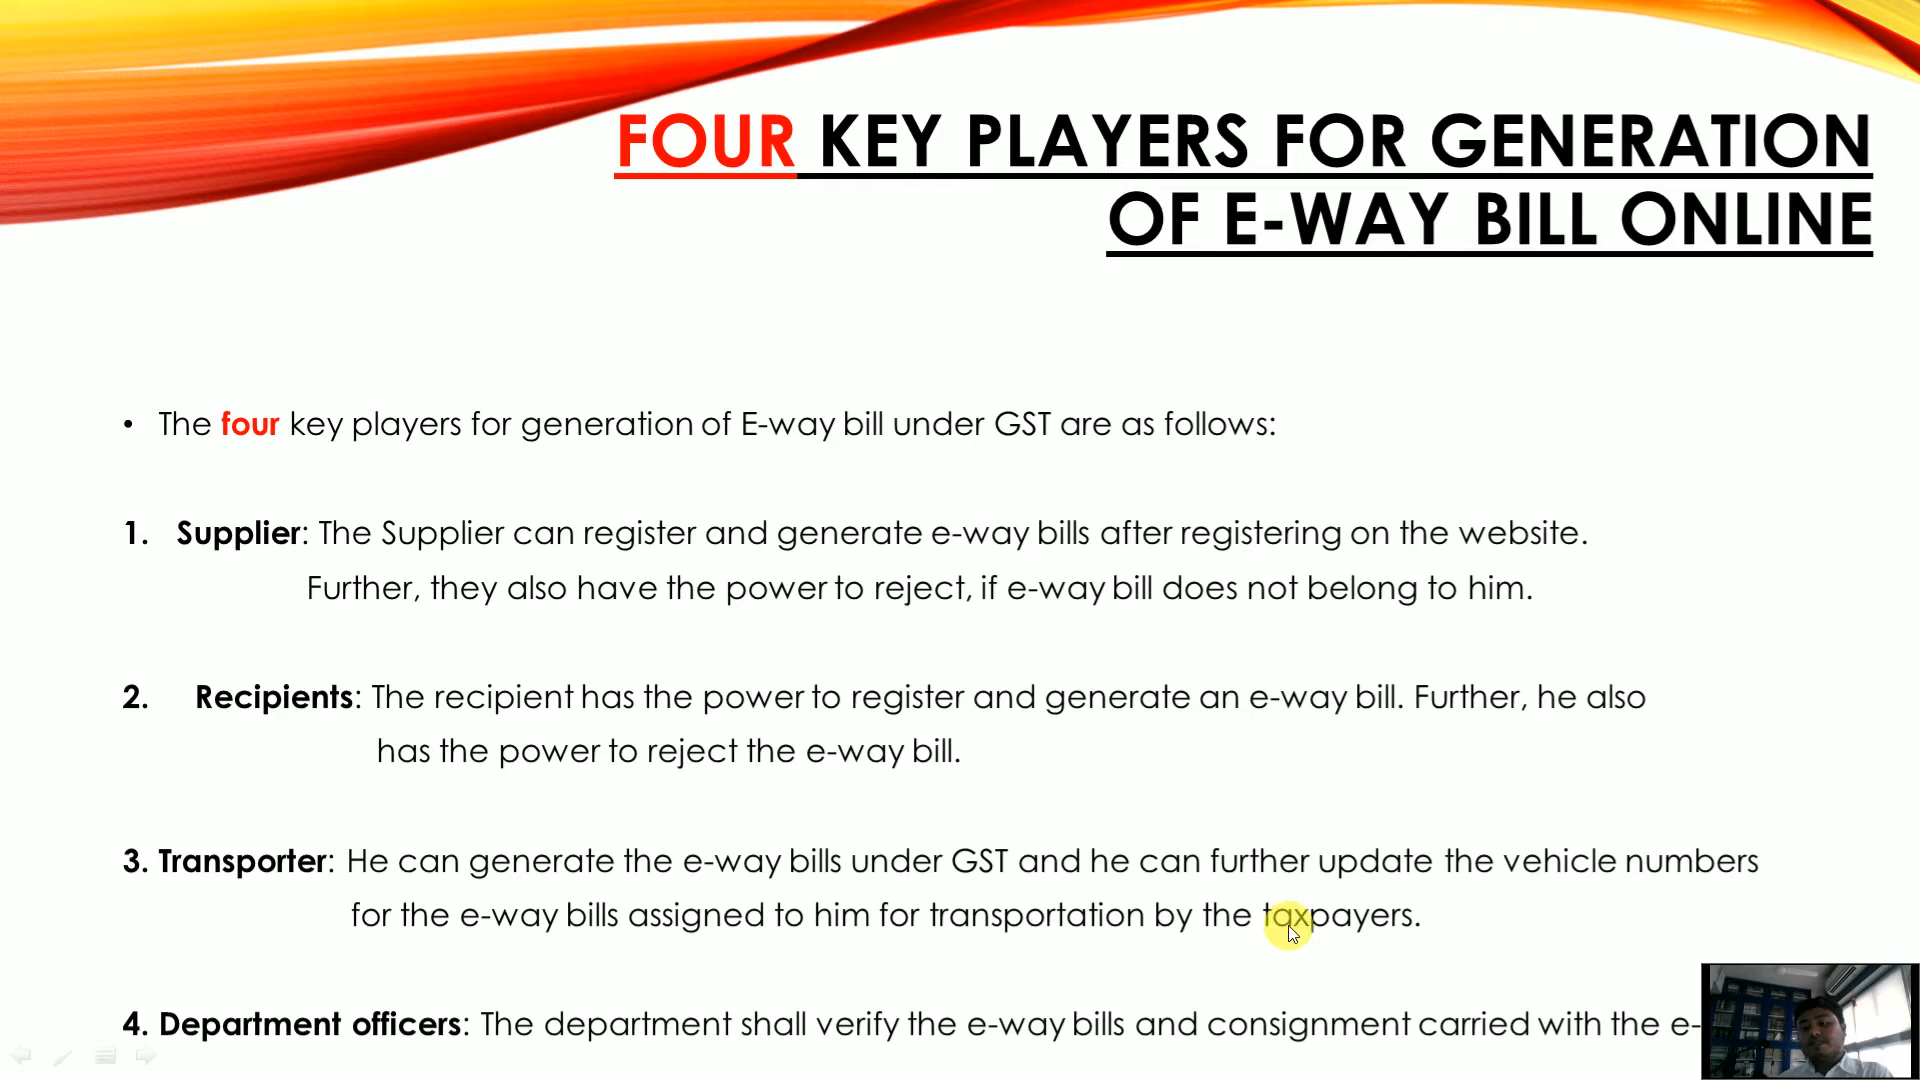 FOUR KEY PLAYERS FOR GENERATION
OF E-WAY BILL ONLINE
• The four key players for generation of E-way bill under GST are as follows:
1. Supplier: The Supplier can register and generate e-way bills after registering on the website.
Further, they also have the power to reject, if e-way bill does not belong to him.
2. Recipients: The recipient has the power to register and generate an e-way bill. Further, he also
has the power to reject the e-way bill.
3. Transporter: He can generate the e-way bills under GST and he can further update the vehicle numbers
for the e-way bills assigned to him for transportation by the taxpayers.
4. Department officers: The department shall verify the e-way bills and consignment carried with the e-